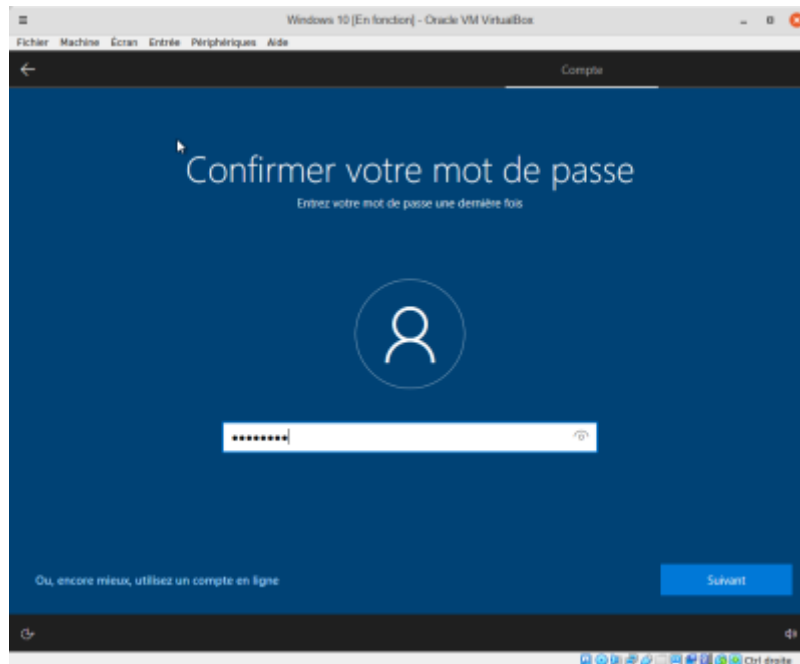 Windows 10 [En fonction] - Oracle VM VirtualBox
Fichier Machine Écran Entrée Périphériques Aide
Compte
Confirmer votre mot de passe
Entrez votre mot de passe une dernière fois
••••••••
Ou, encore mieux, utilisez un compte en ligne
Suivant
Ctrl droite